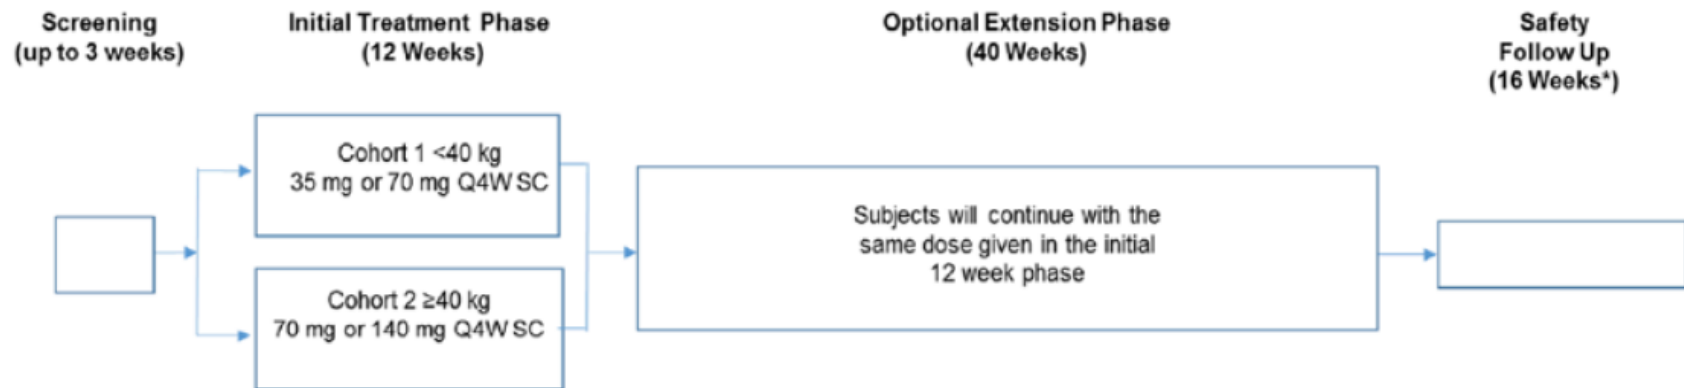 Screening
(up to 3 weeks)
Initial Treatment Phase
(12 Weeks)
Optional Extension Phase
(40 Weeks)
Safety
Follow Up
(16 Weeks*)
Cohort 1 <40 kg
35 mg or 70 mg Q4W SC
Cohort 2 ≥40 kg
70 mg or 140 mg Q4W SC
Subjects will continue with the
same dose given in the initial
12 week phase